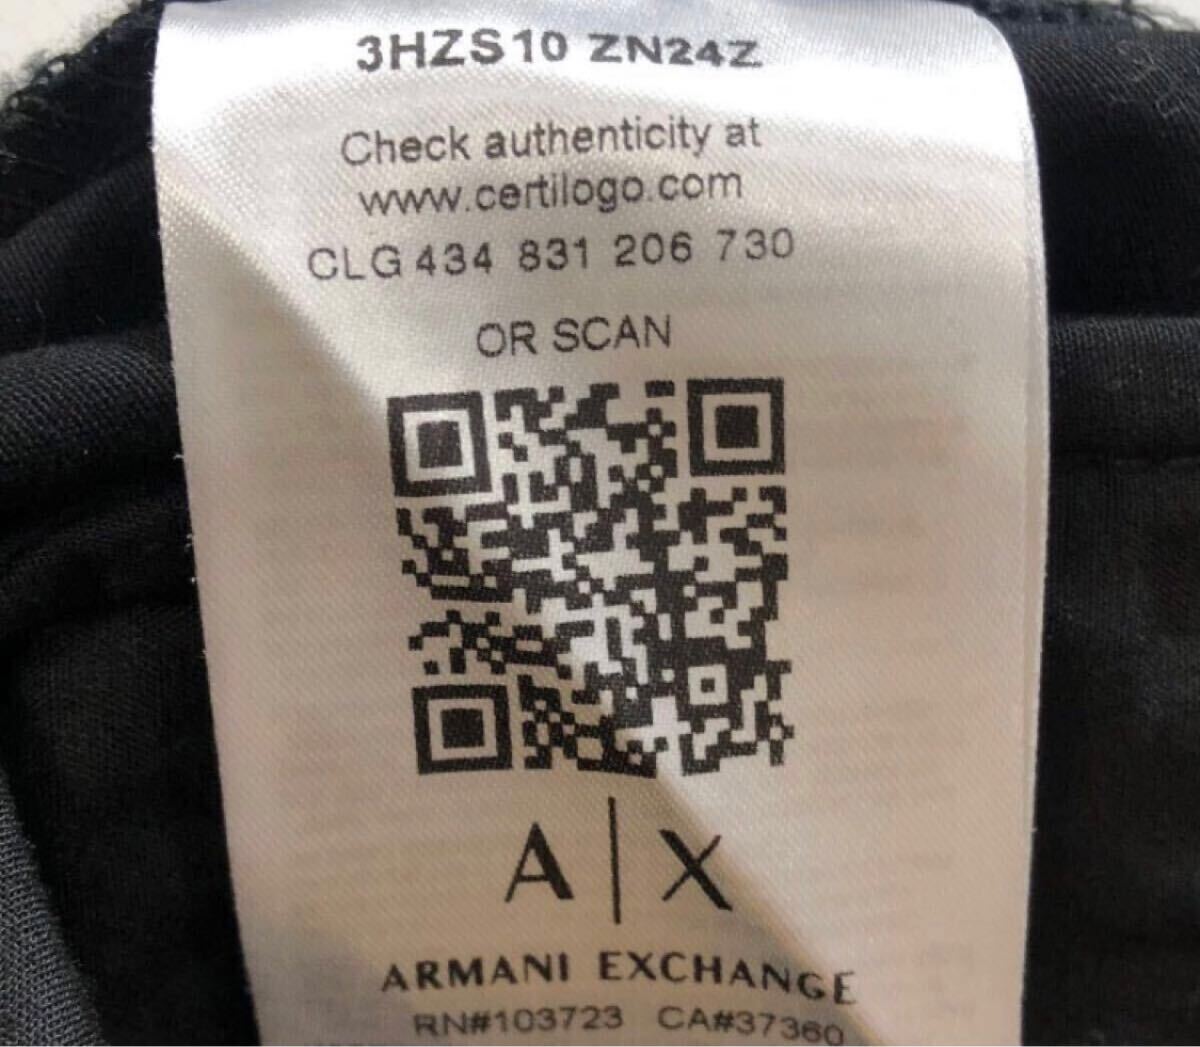 3HZS10 ZN24Z
Check authenticity at
www.certilogo.com
CLG 434 831 206 730
OR SCAN
A|X
ARMANI EXCHANGE
RN#103723 CA#37360